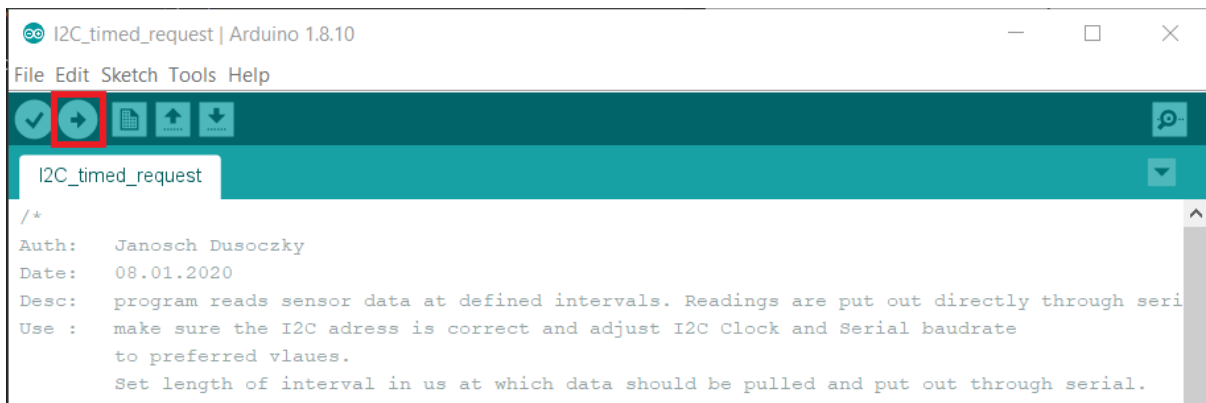 I2C_timed_request | Arduino 1.8.10
File Edit Sketch Tools Help
I2C_timed_request
/*
Auth: Janosch Dusoczky
Date: 08.01.2020
Desc: program reads sensor data at defined intervals. Readings are put out directly through seri
Use : make sure the I2C adress is correct and adjust I2C Clock and Serial baudrate
to preferred vlaues.
Set length of interval in us at which data should be pulled and put out through serial.